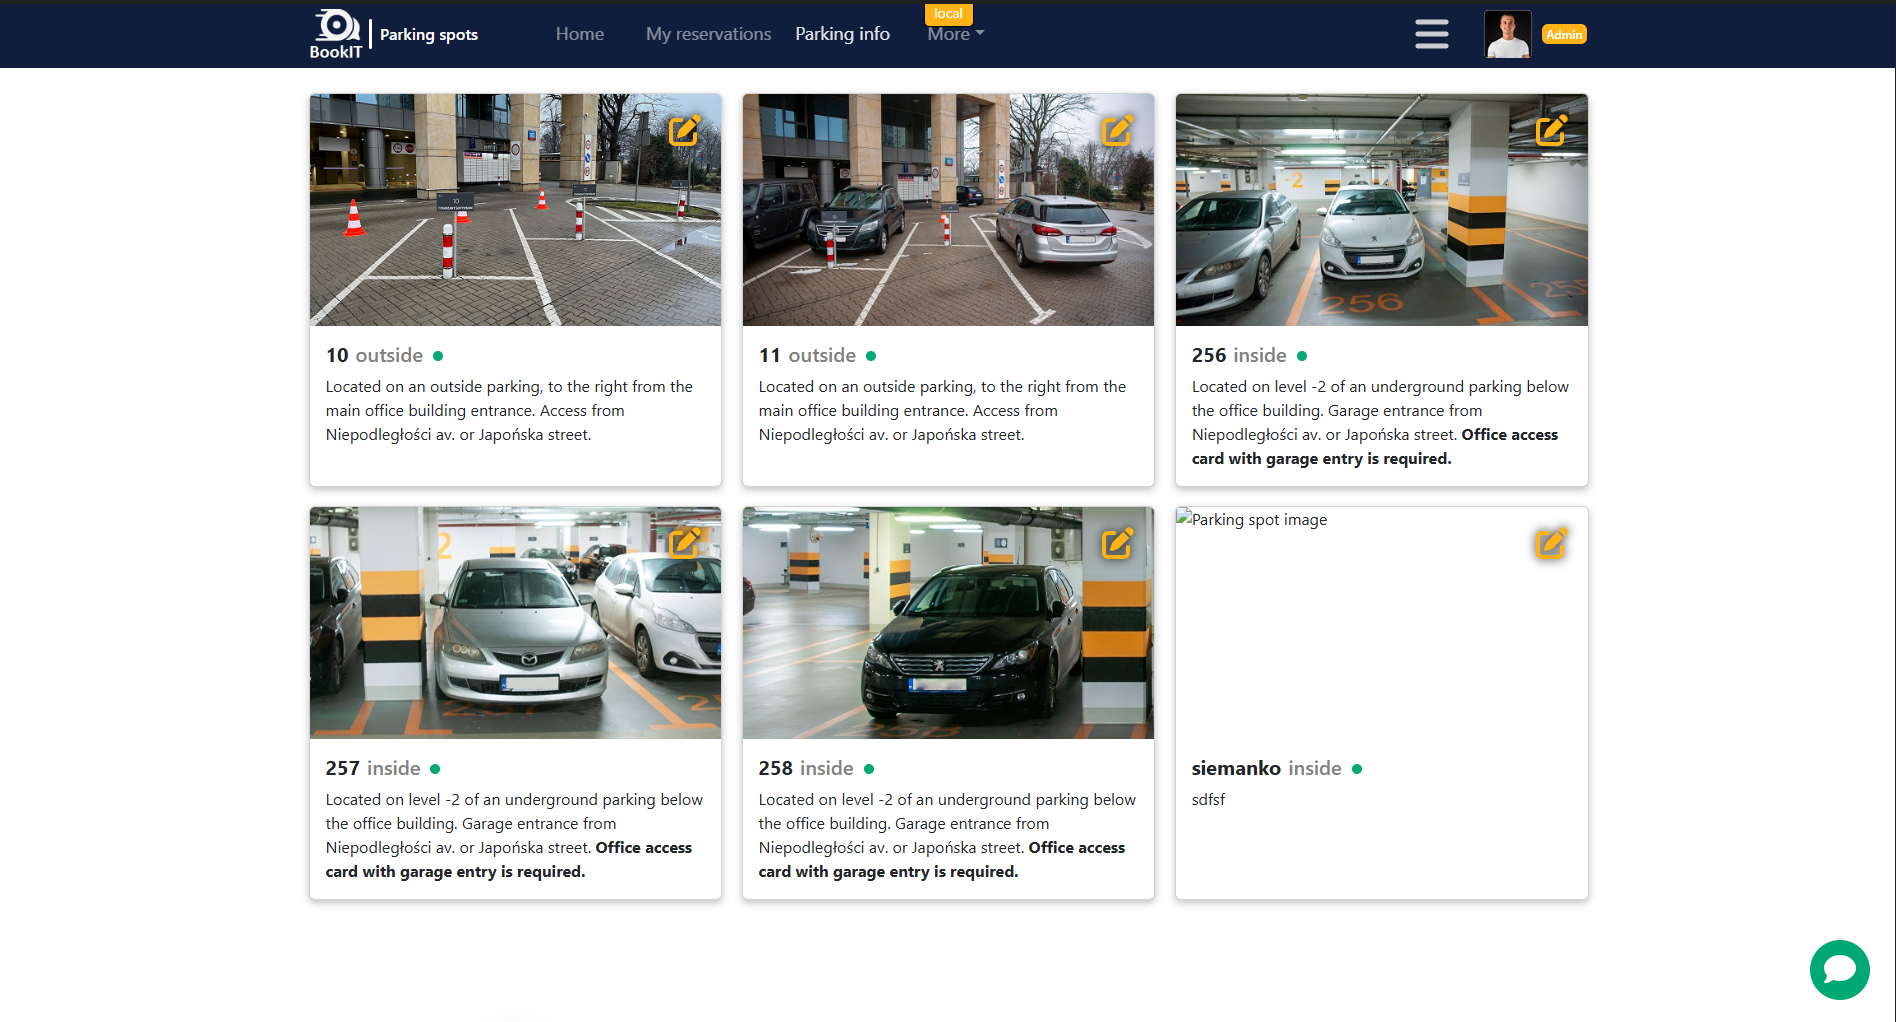 local
BookIT
Parking spots
Home
My reservations
Parking info
More
Admin
10
-2
256
10 outside
Located on an outside parking, to the right from the
main office building entrance. Access from
Niepodległości av. or Japońska street.
11 outside
Located on an outside parking, to the right from the
main office building entrance. Access from
Niepodległości av. or Japońska street.
256 inside
Located on level -2 of an underground parking below
the office building. Garage entrance from
Niepodległości av. or Japońska street. Office access
card with garage entry is required.
2
257
258
Parking spot image
257 inside
Located on level -2 of an underground parking below
the office building. Garage entrance from
Niepodległości av. or Japońska street. Office access
card with garage entry is required.
258 inside
Located on level -2 of an underground parking below
the office building. Garage entrance from
Niepodległości av. or Japońska street. Office access
card with garage entry is required.
siemanko inside
sdfsf